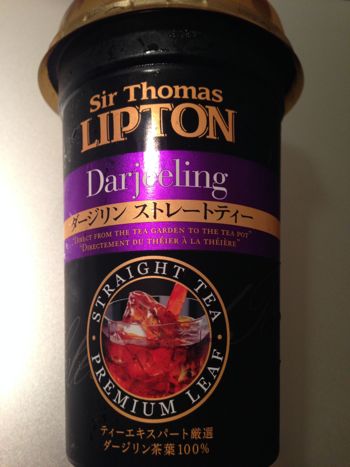 Sir Thomas
LIPTON
Darjeeling
ダージリン ストレートティー
"DIRECT FROM THE TEA GARDEN TO THE TEA POT"
"DIRECTEMENT DU THÉIER À LA THÉIÈRE"
STRAIGHT TEA
PREMIUM LEAF
ティーエキスパート厳選
ダージリン茶葉100%